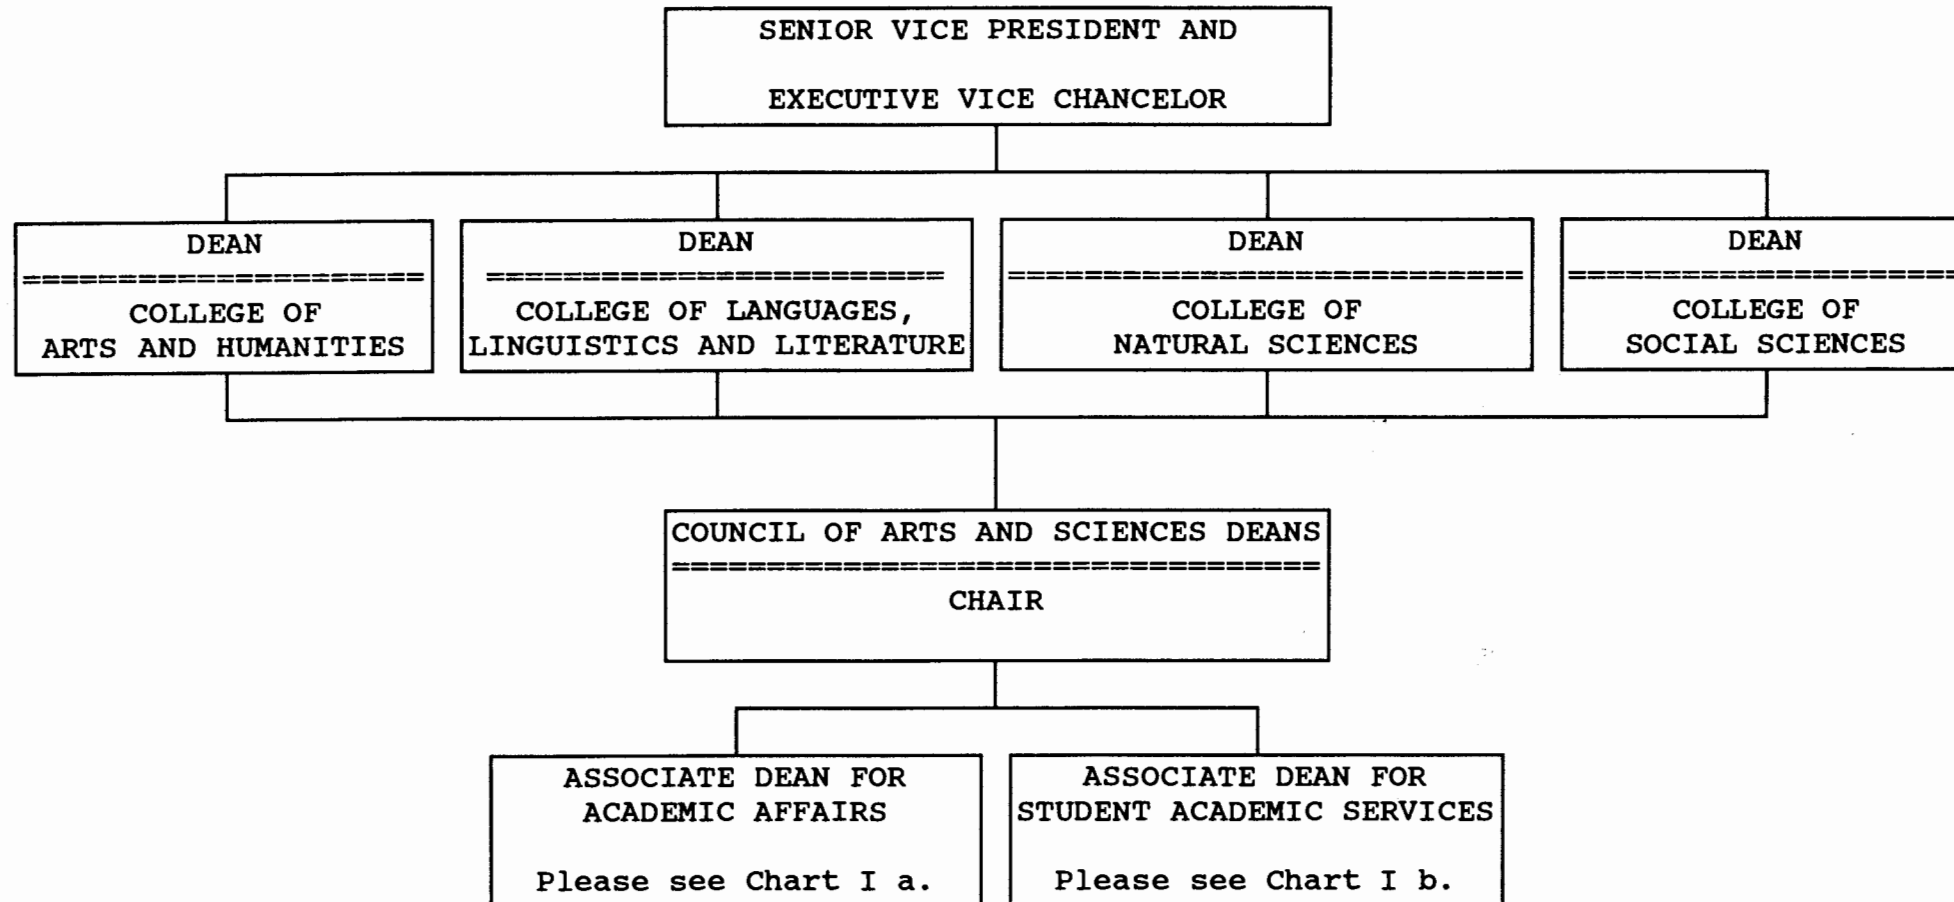 SENIOR VICE PRESIDENT AND
EXECUTIVE VICE CHANCELOR
DEAN
=====================
COLLEGE OF
ARTS AND HUMANITIES
DEAN
========================
COLLEGE OF LANGUAGES,
LINGUISTICS AND LITERATURE
DEAN
===========================
COLLEGE OF
NATURAL SCIENCES
DEAN
====================
COLLEGE OF
SOCIAL SCIENCES
COUNCIL OF ARTS AND SCIENCES DEANS
==================================
CHAIR
ASSOCIATE DEAN FOR
ACADEMIC AFFAIRS
Please see Chart I a.
ASSOCIATE DEAN FOR
STUDENT ACADEMIC SERVICES
Please see Chart I b.